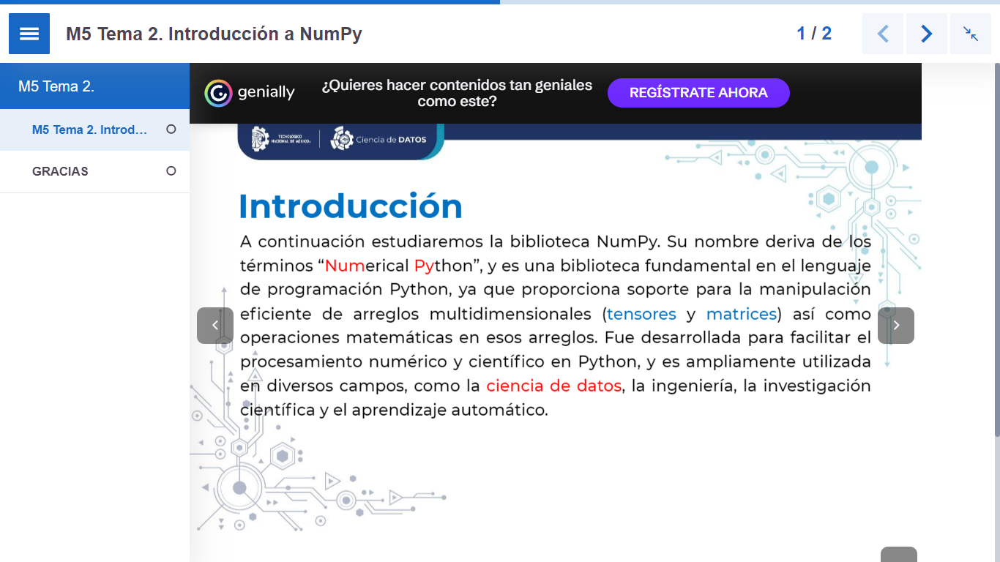 M5 Tema 2. Introducción a NumPy
1 / 2
M5 Tema 2.
M5 Tema 2. Introd...
GRACIAS
genially
¿Quieres hacer contenidos tan geniales
como este?
REGÍSTRATE AHORA
TECNOLÓGICO
NACIONAL DE MÉXICO
Ciencia de DATOS
Introducción
A continuación estudiaremos la biblioteca NumPy. Su nombre deriva de los
términos “Numerical Python”, y es una biblioteca fundamental en el lenguaje
de programación Python, ya que proporciona soporte para la manipulación
eficiente de arreglos multidimensionales (tensores y matrices) así como
operaciones matemáticas en esos arreglos. Fue desarrollada para facilitar el
procesamiento numérico y científico en Python, y es ampliamente utilizada
en diversos campos, como la ciencia de datos, la ingeniería, la investigación
científica y el aprendizaje automático.